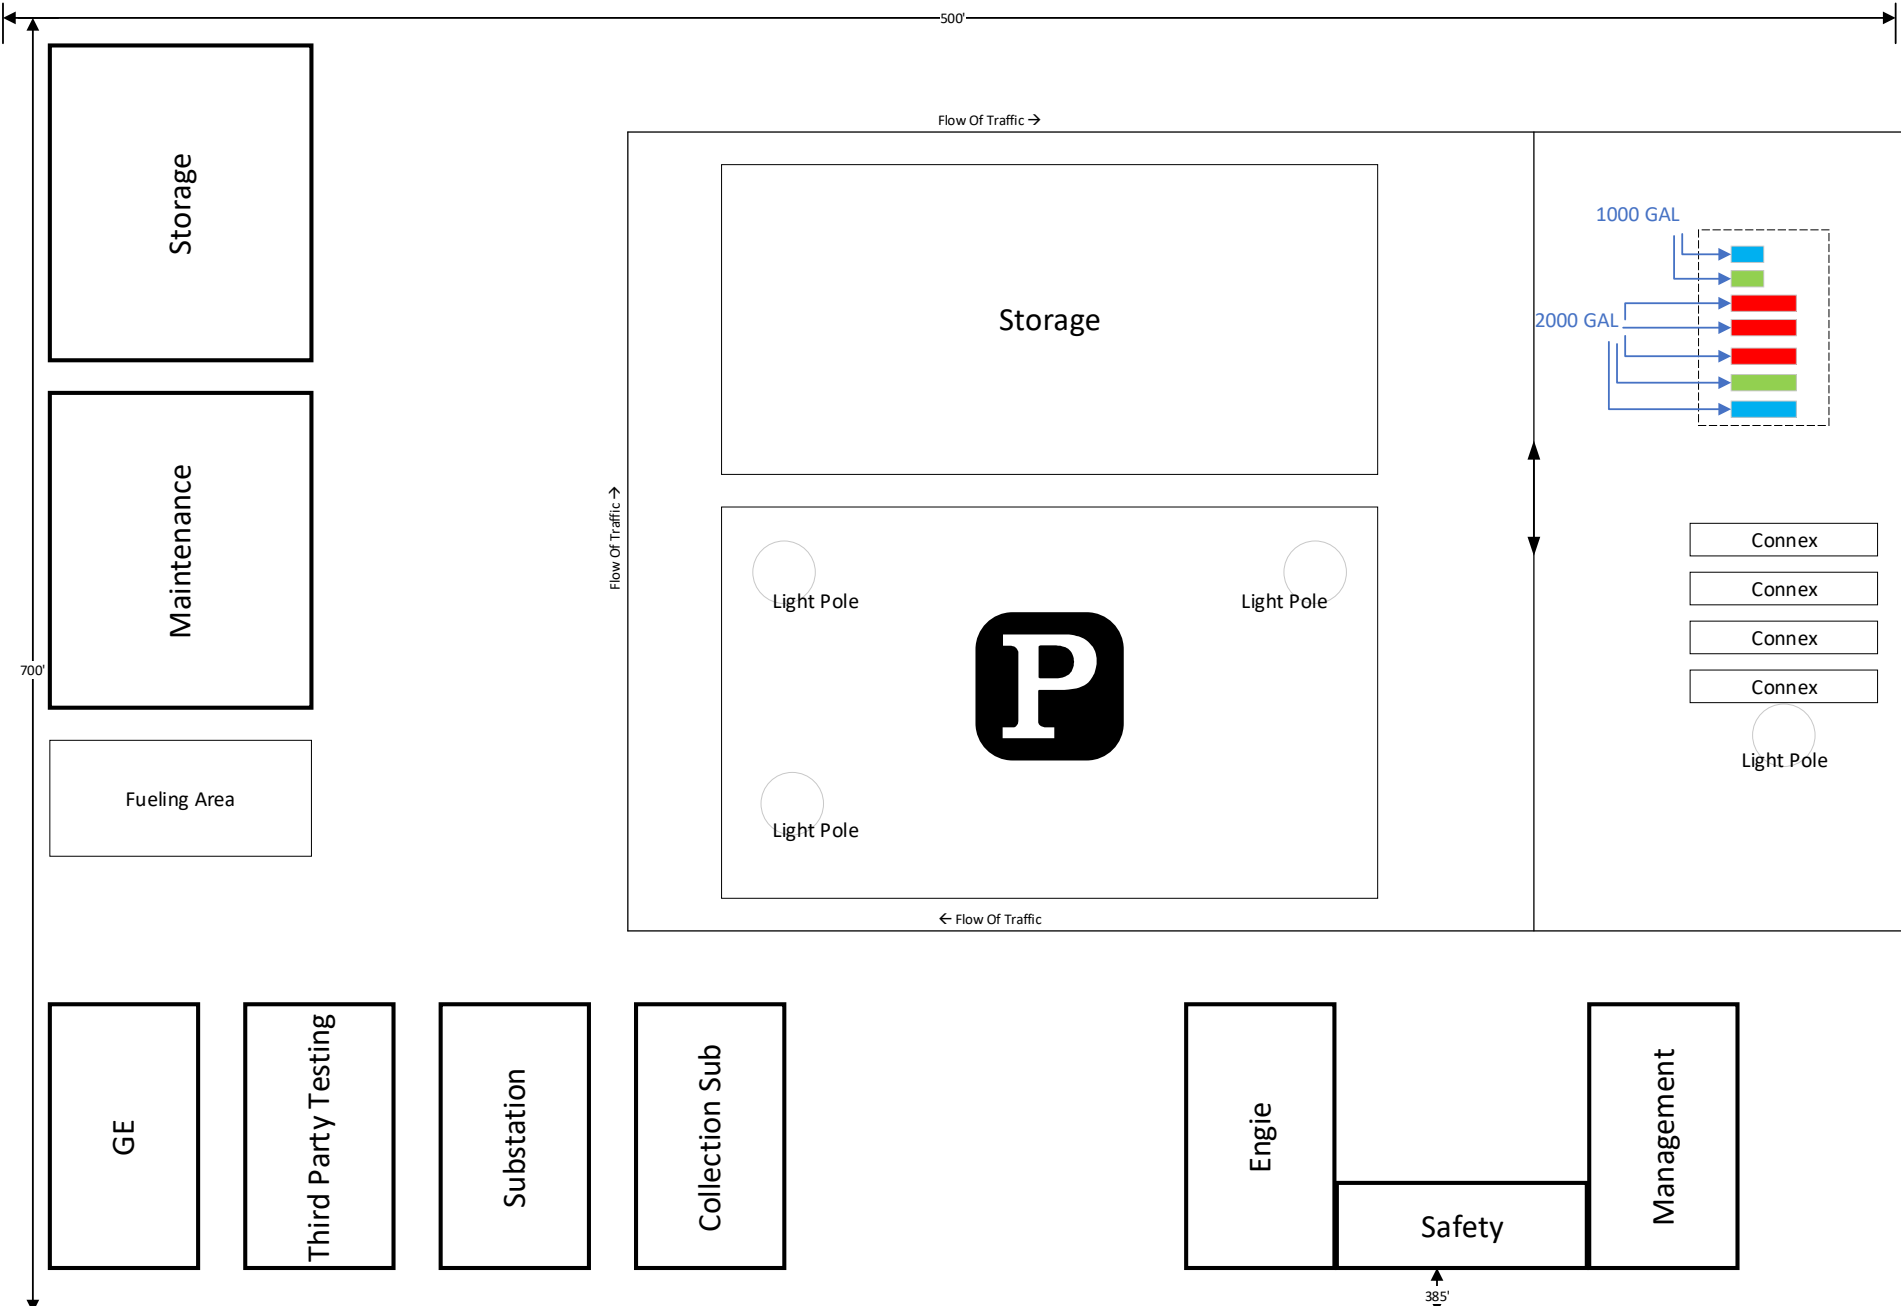 500'
Flow Of Traffic →
Storage
1000 GAL
Storage
2000 GAL
Maintenance
Flow Of Traffic →
Connex
Connex
Light Pole
Light Pole
Connex
Connex
P
700'
Light Pole
Fueling Area
Light Pole
← Flow Of Traffic
GE
Third Party Testing
Substation
Collection Sub
Engie
Safety
Management
385'